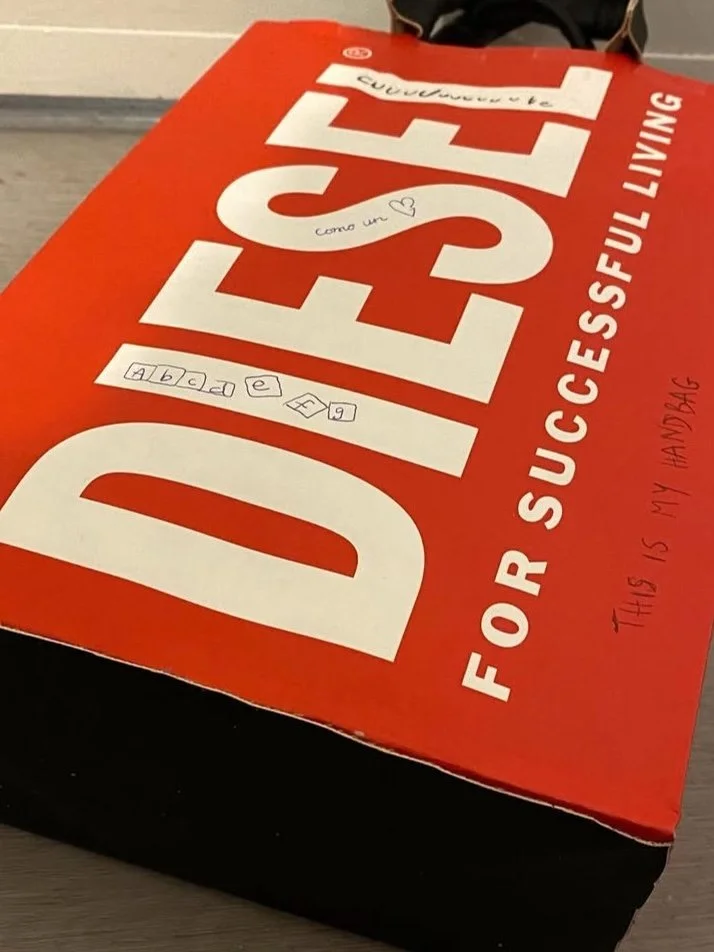 DIESEL®
FOR SUCCESSFUL LIVING
THIS IS MY HANDBAG
Abcdefg
como un